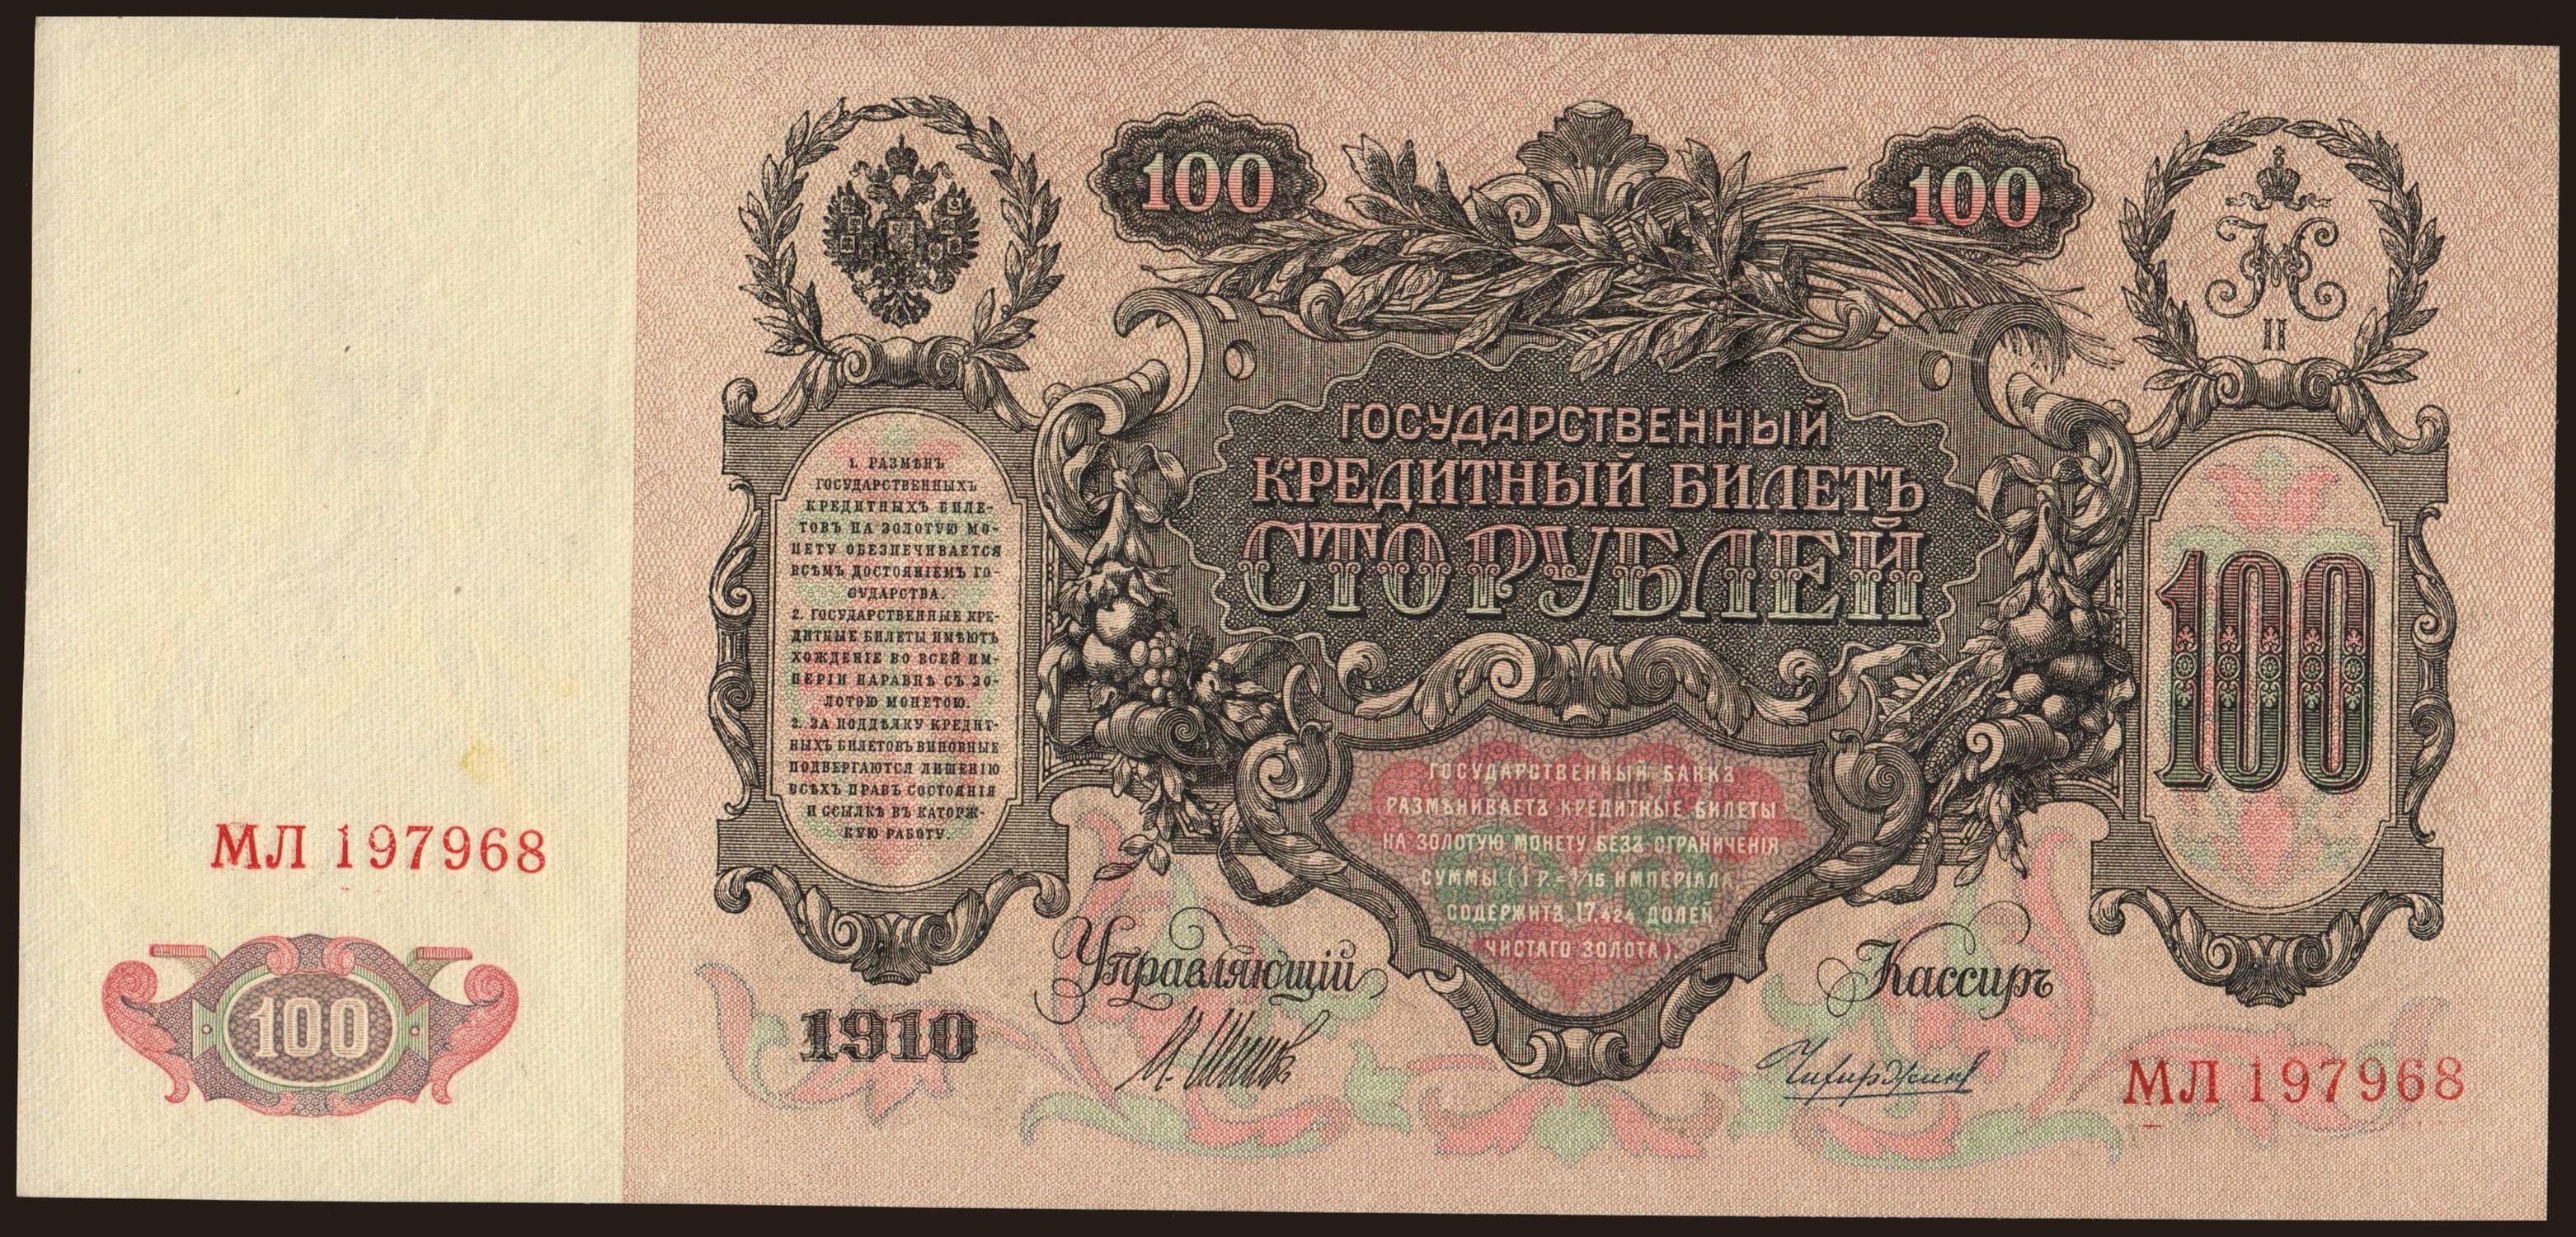 100
100
II
ГОСУДАРСТВЕННЫЙ
КРЕДИТНЫЙ БИЛЕТЪ
СТО РУБЛЕЙ
1. РАЗМѢНЪ
ГОСУДАРСТВЕННЫХЪ
КРЕДИТНЫХЪ БИЛЕ-
ТОВЪ НА ЗОЛОТУЮ МО-
НЕТУ ОБЕЗПЕЧИВАЕТСЯ
ВСѢМЪ ДОСТОЯНІЕМЪ ГО-
СУДАРСТВА.
2. ГОСУДАРСТВЕННЫЕ КРЕ-
ДИТНЫЕ БИЛЕТЫ ИМѢЮТЪ
ХОЖДЕНІЕ ВО ВСЕЙ ИМ-
ПЕРІИ НАРАВНѢ СЪ ЗО-
ЛОТОЮ МОНЕТОЮ.
3. ЗА ПОДДѢЛКУ КРЕДИТ-
НЫХЪ БИЛЕТОВЪ ВИНОВНЫЕ
ПОДВЕРГАЮТСЯ ЛИШЕНІЮ
ВСѢХЪ ПРАВЪ СОСТОЯНІЯ
И ССЫЛКѢ ВЪ КАТОРЖ-
НУЮ РАБОТУ.
100
ГОСУДАРСТВЕННЫЙ БАНКЪ
РАЗМѢНИВАЕТЪ КРЕДИТНЫЕ БИЛЕТЫ
НА ЗОЛОТУЮ МОНЕТУ БЕЗЪ ОГРАНИЧЕНІЯ
СУММЫ (1 Р.=1/15 ИМПЕРІАЛА
СОДЕРЖИТЪ 17,424 ДОЛЕЙ
ЧИСТАГО ЗОЛОТА).
МЛ 197968
100
1910
Управляющій
Кассиръ
МЛ 197968